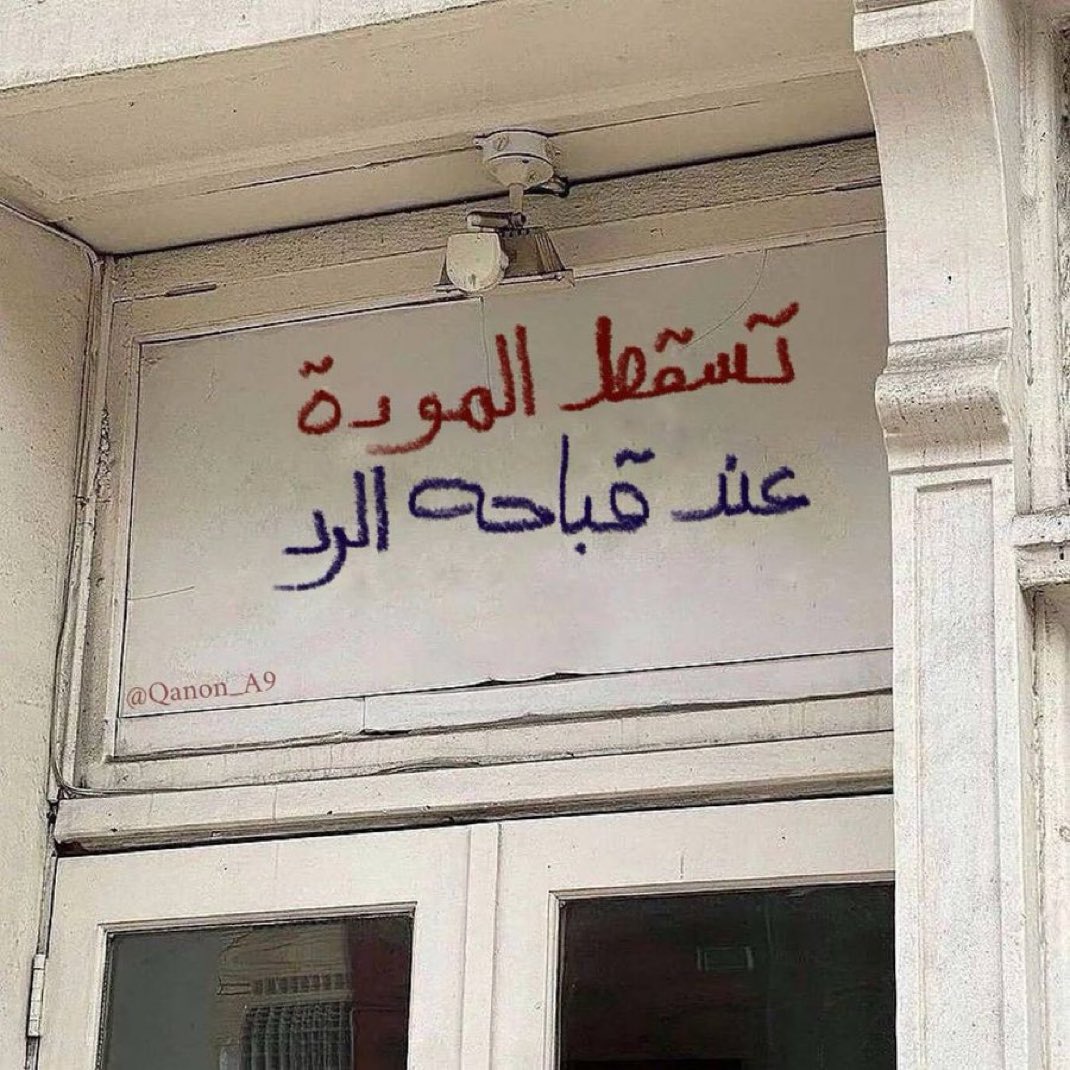 تسقط المودة
عند قباحه الرد
@Qanon_A9